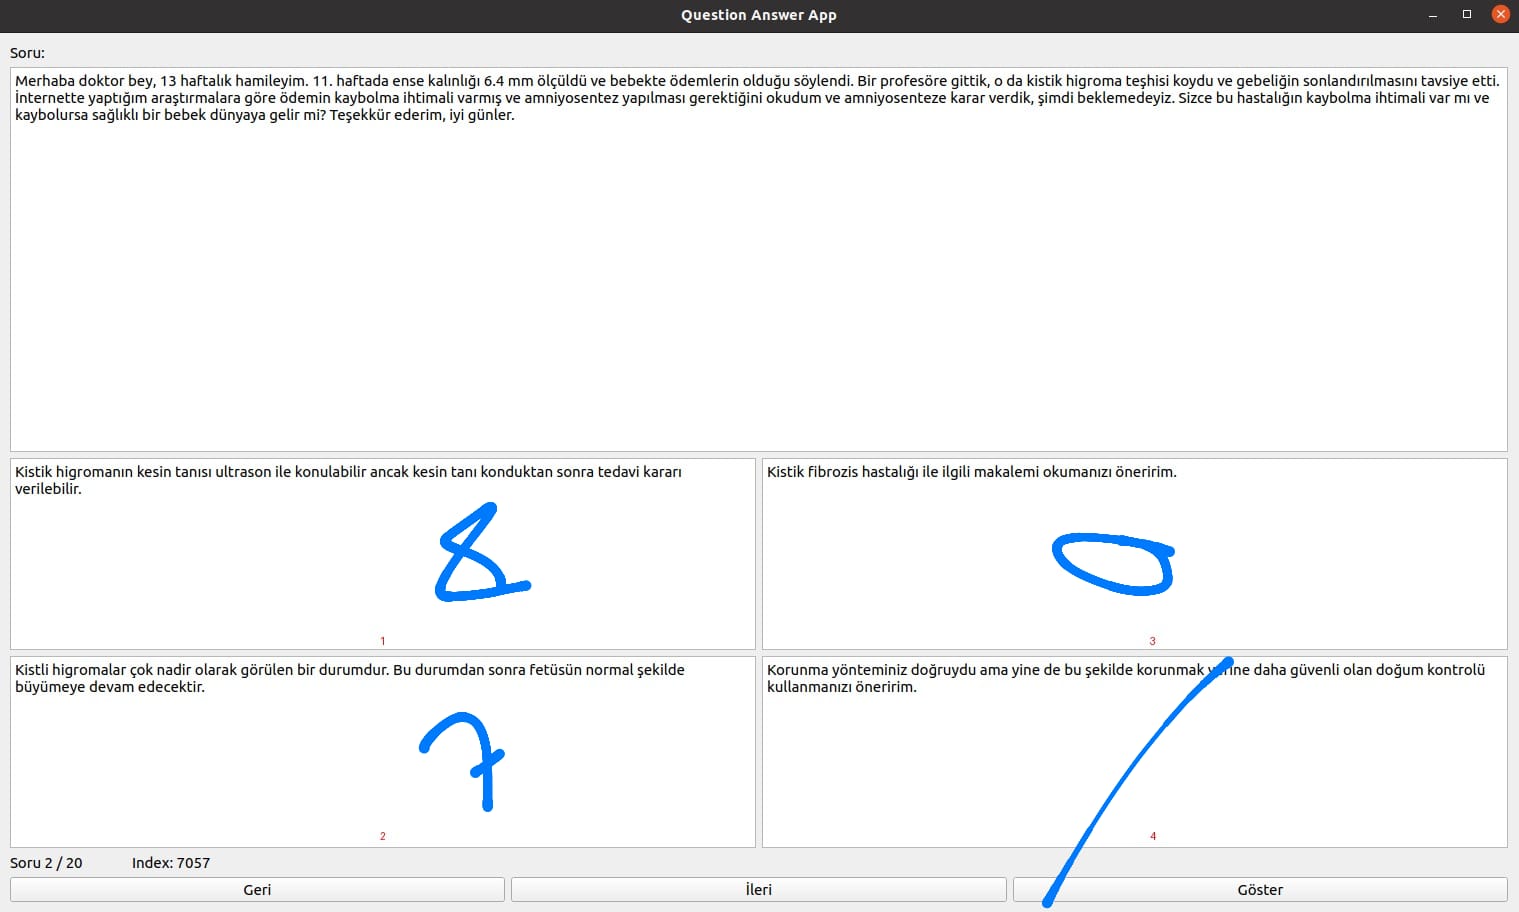 Question Answer App
Soru:
Merhaba doktor bey, 13 haftalık hamileyim. 11. haftada ense kalınlığı 6.4 mm ölçüldü ve bebekte ödemlerin olduğu söylendi. Bir profesöre gittik, o da kistik higroma teşhisi koydu ve gebeliğin sonlandırılmasını tavsiye etti.
İnternette yaptığım araştırmalara göre ödemin kaybolma ihtimali varmış ve amniyosentez yapılması gerektiğini okudum ve amniyosenteze karar verdik, şimdi beklemedeyiz. Sizce bu hastalığın kaybolma ihtimali var mı ve
kaybolursa sağlıklı bir bebek dünyaya gelir mi? Teşekkür ederim, iyi günler.
Kistik higromanın kesin tanısı ultrason ile konulabilir ancak kesin tanı konduktan sonra tedavi kararı
verilebilir.
8
1
Kistik fibrozis hastalığı ile ilgili makalemi okumanızı öneririm.
0
3
Kistli higromalar çok nadir olarak görülen bir durumdur. Bu durumdan sonra fetüsün normal şekilde
büyümeye devam edecektir.
7
2
Korunma yönteminiz doğruydu ama yine de bu şekilde korunmak yerine daha güvenli olan doğum kontrolü
kullanmanızı öneririm.
4
Soru 2 / 20 Index: 7057
Geri İleri Göster